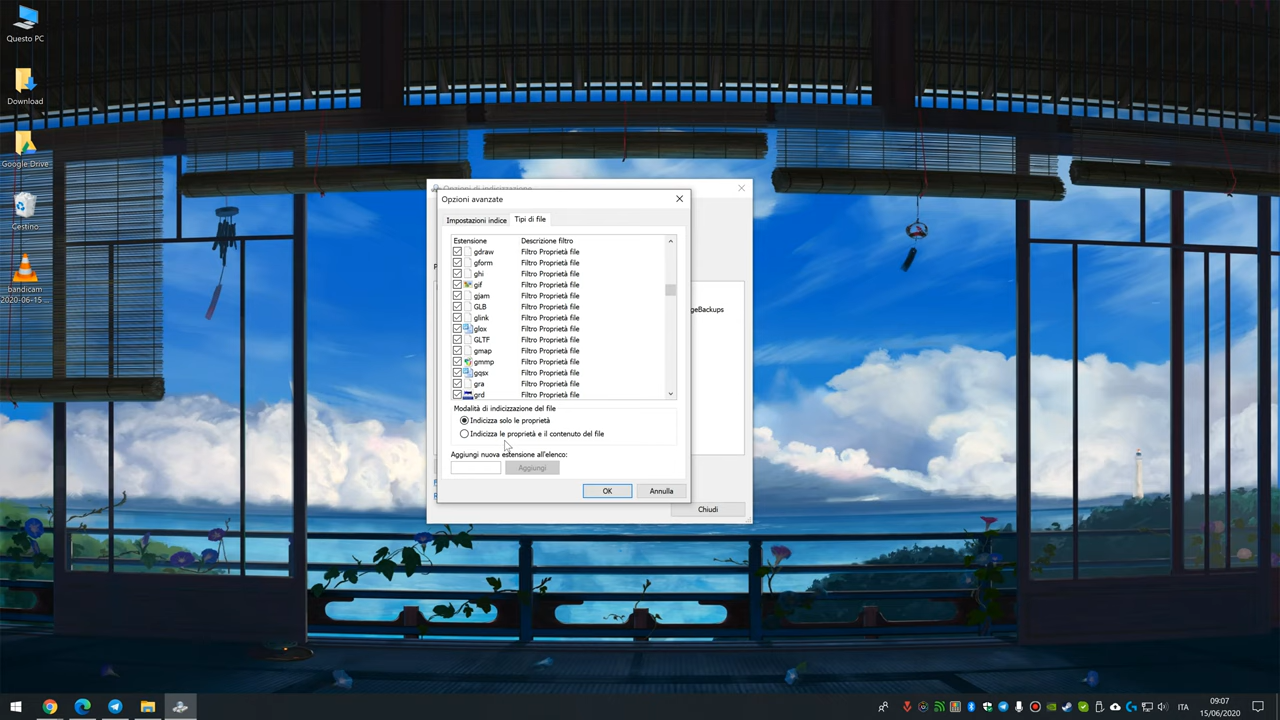 Questo PC
Download
Google Drive
Cestino
bandicam
2020-06-15 ...
Opzioni di indicizzazione
Opzioni avanzate
Impostazioni indice
Tipi di file
Estensione Descrizione filtro
gdraw Filtro Proprietà file
gform Filtro Proprietà file
ghi Filtro Proprietà file
gif Filtro Proprietà file
gjam Filtro Proprietà file
GLB Filtro Proprietà file
glink Filtro Proprietà file
glox Filtro Proprietà file
GLTF Filtro Proprietà file
gmap Filtro Proprietà file
gmmp Filtro Proprietà file
gqsx Filtro Proprietà file
gra Filtro Proprietà file
grd Filtro Proprietà file
geBackups
Modalità di indicizzazione del file
Indicizza solo le proprietà
Indicizza le proprietà e il contenuto del file
Aggiungi nuova estensione all'elenco:
Aggiungi
OK
Annulla
Chiudi
ITA
09:07
15/06/2020